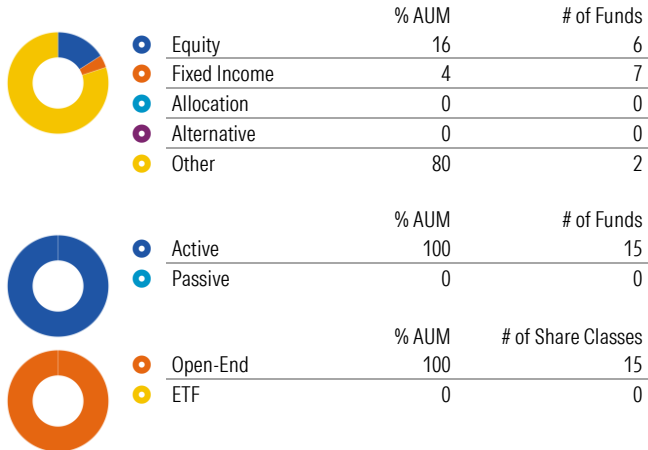 % AUM # of Funds
Equity 16 6
Fixed Income 4 7
Allocation 0 0
Alternative 0 0
Other 80 2
% AUM # of Funds
Active 100 15
Passive 0 0
% AUM # of Share Classes
Open-End 100 15
ETF 0 0